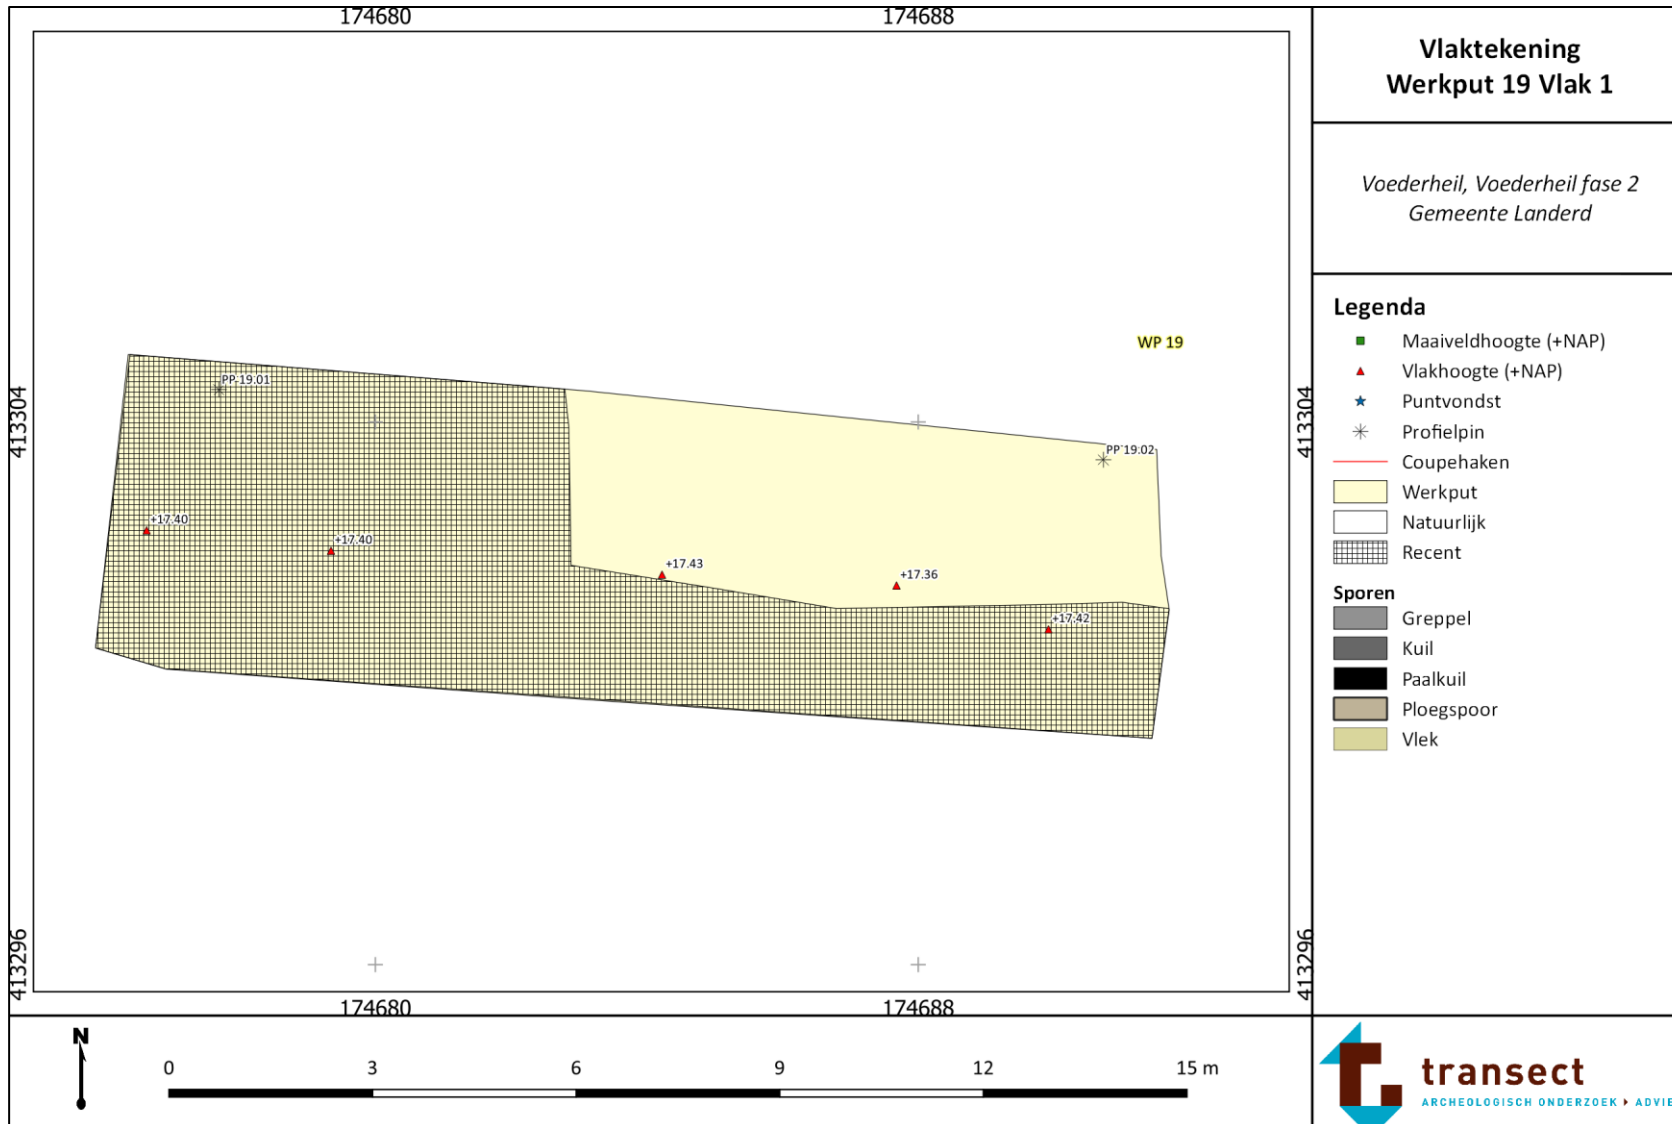 174680
174688
Vlaktekening
Werkput 19 Vlak 1
Voederheil, Voederheil fase 2
Gemeente Landerd
Legenda
Maaiveldhoogte (+NAP)
Vlakhoogte (+NAP)
Puntvondst
Profielpin
Coupehaken
Werkput
Natuurlijk
Recent
Sporen
Greppel
Kuil
Paalkuil
Ploegspoor
Vlek
WP 19
PP 19.01
413304
413304
PP 19.02
+17.40
+17.40
+17.43
+17.36
+17.42
413296
413296
174680
174688
N
0 3 6 9 12 15 m
transect
ARCHEOLOGISCH ONDERZOEK ADVIE